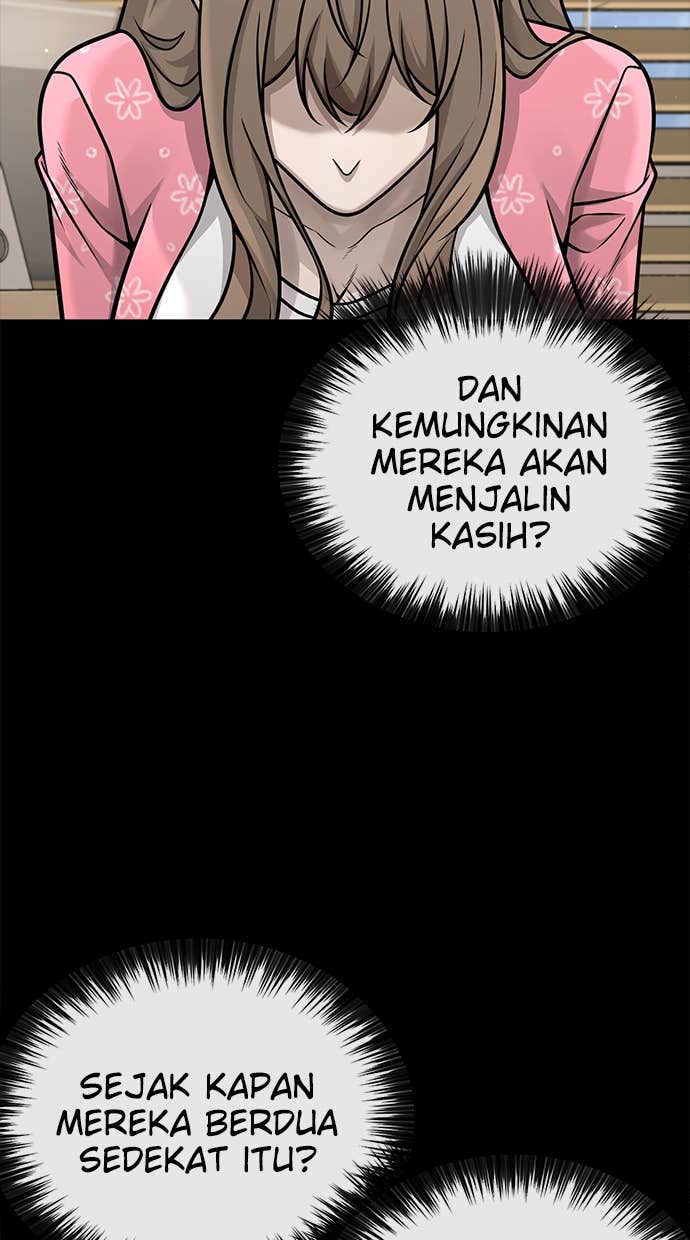 DAN
KEMUNGKINAN
MEREKA AKAN
MENJALIN
KASIH?
SEJAK KAPAN
MEREKA BERDUA
SEDEKAT ITU?